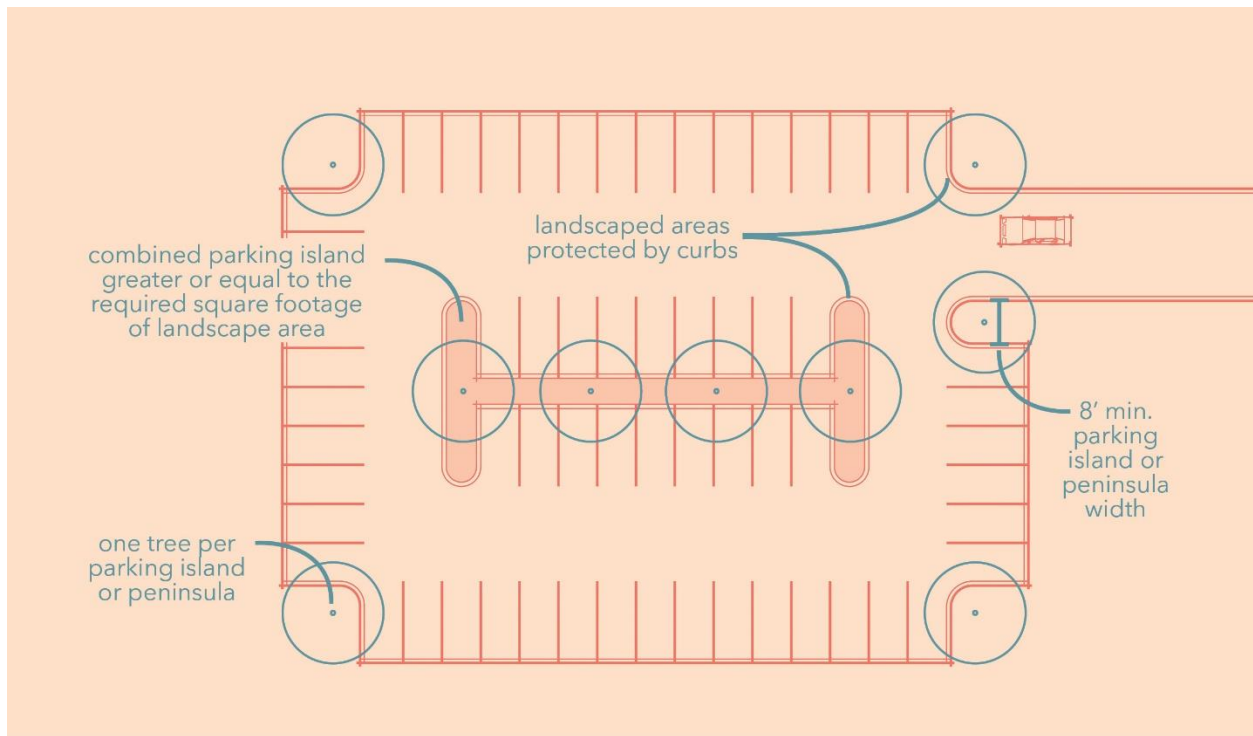 landscaped areas
protected by curbs
combined parking island
greater or equal to the
required square footage
of landscape area
8' min.
parking
island or
peninsula
width
one tree per
parking island
or peninsula